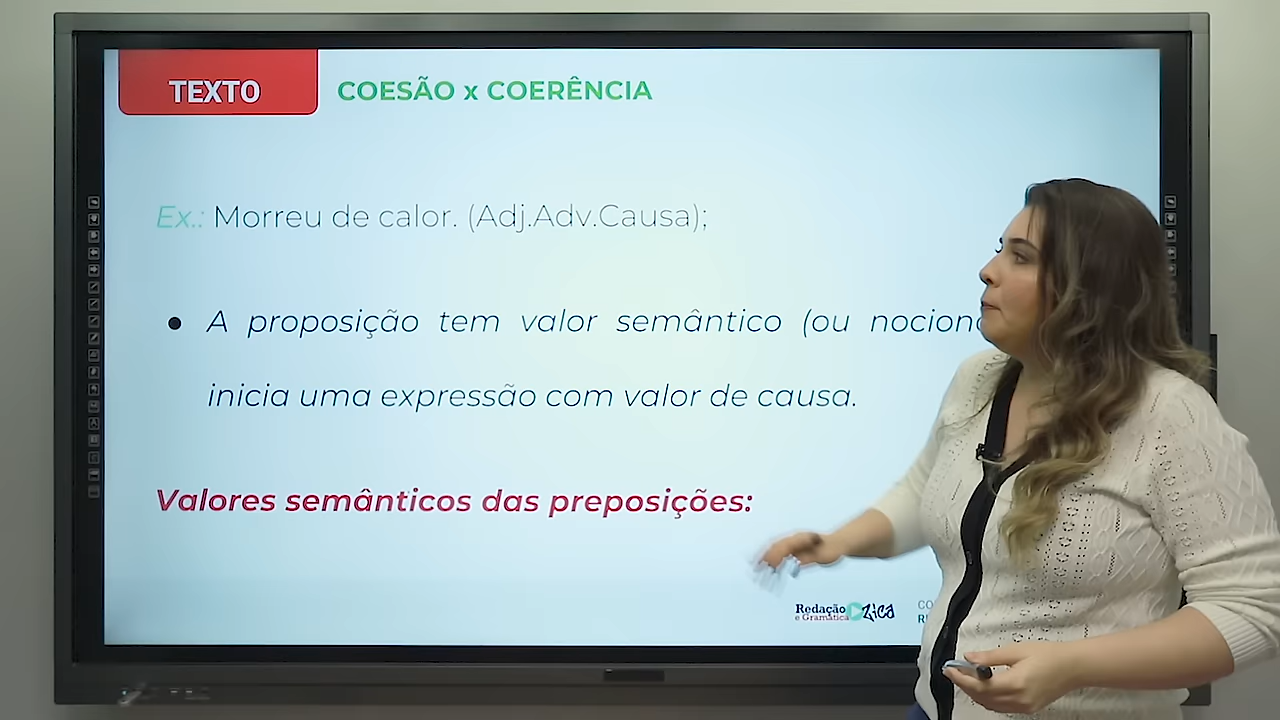 TEXTO
COESÃO x COERÊNCIA
Ex.: Morreu de calor. (Adj.Adv.Causa);
● A proposição tem valor semântico (ou
inicia uma expressão com valor de causa.
Valores semânticos das preposições:
Redação
e Gramática
Zica